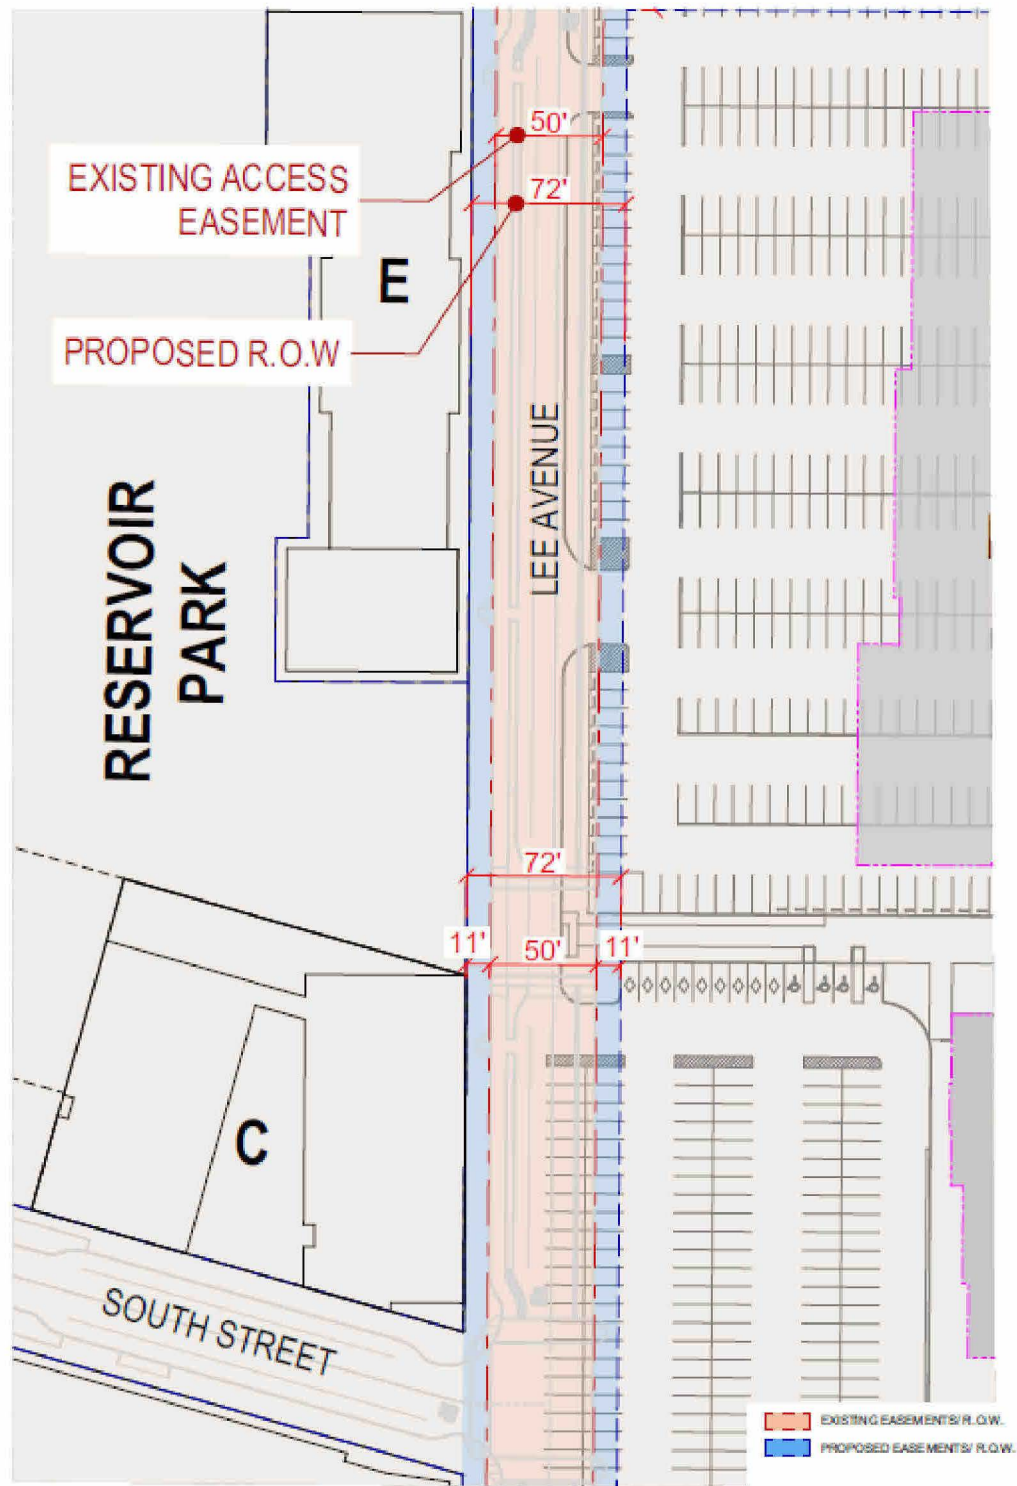 50'
EXISTING ACCESS
EASEMENT
72'
E
PROPOSED R.O.W
LEE AVENUE
RESERVOIR
PARK
72'
11'
50'
11'
C
SOUTH STREET
EXISTING EASEMENTS/ R.O.W.
PROPOSED EASEMENTS/ R.O.W.